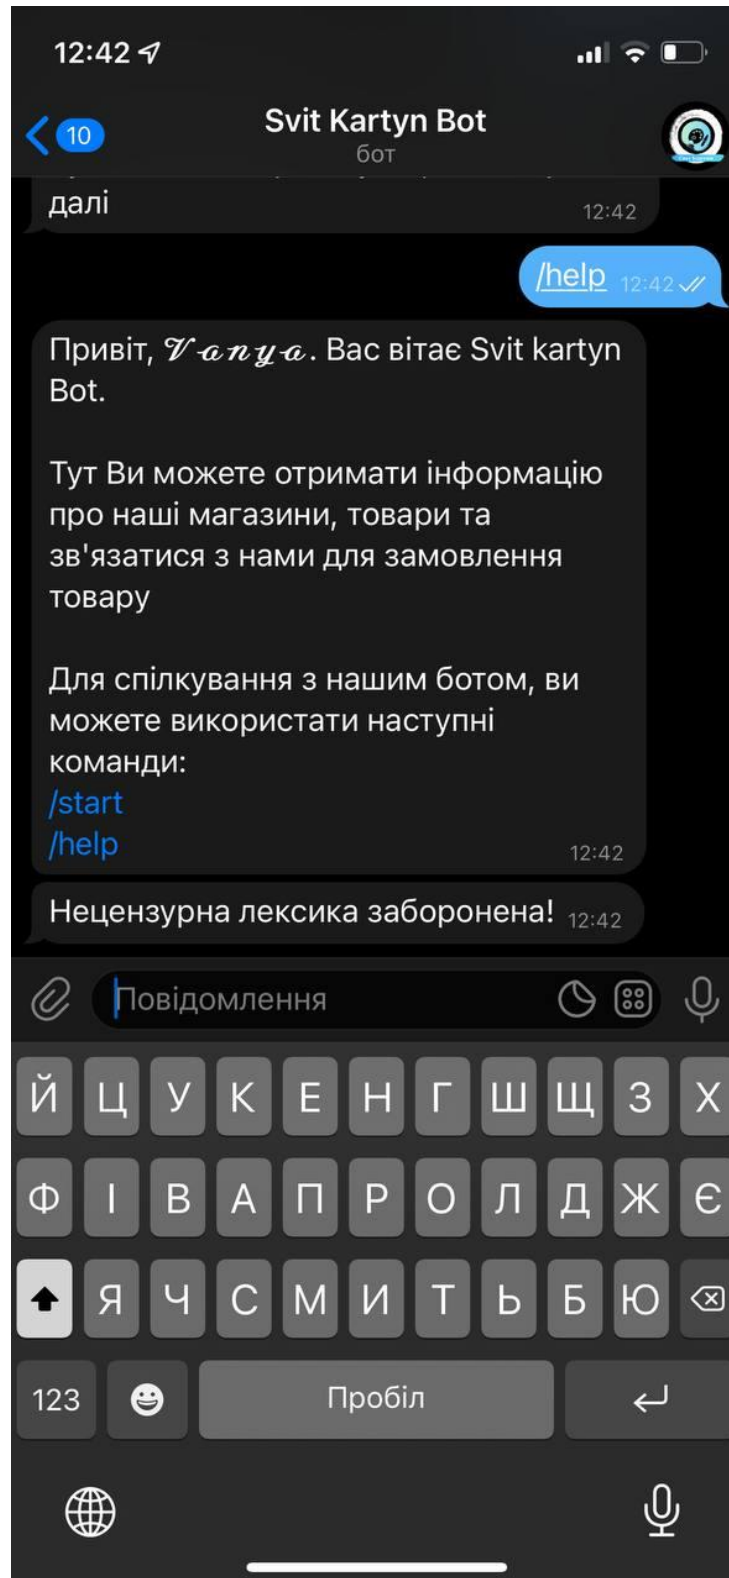 12:42
10
Svit Kartyn Bot
бот
далі
12:42
/help 12:42
Привіт, 𝓥𝓪𝓷𝔂𝓪. Вас вітає Svit kartyn
Bot.
Тут Ви можете отримати інформацію
про наші магазини, товари та
зв'язатися з нами для замовлення
товару
Для спілкування з нашим ботом, ви
можете використати наступні
команди:
/start
/help
12:42
Нецензурна лексика заборонена! 12:42
Повідомлення
Й Ц У К Е Н Г Ш Щ З Х
Ф І В А П Р О Л Д Ж Є
Я Ч С М И Т Ь Б Ю
123 Пробіл